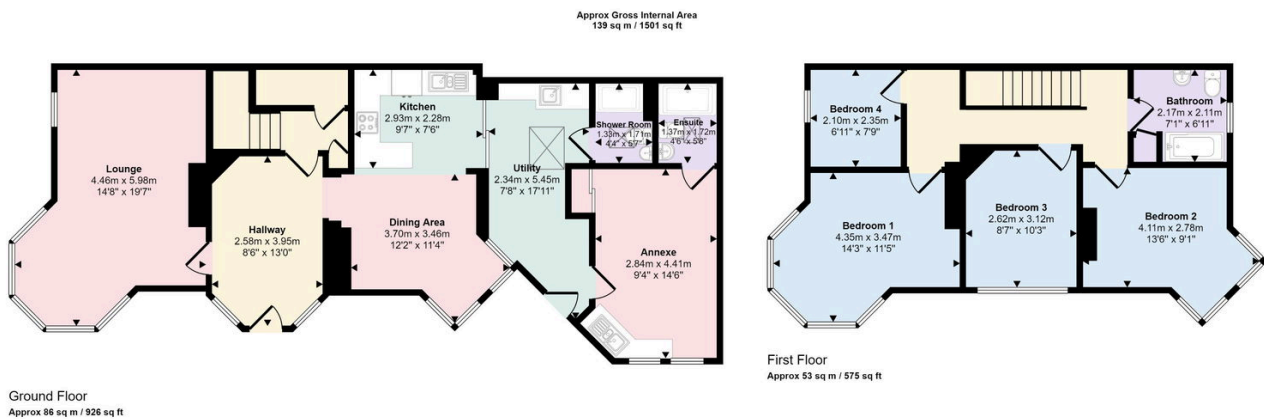 Approx Gross Internal Area
139 sq m / 1501 sq ft
Lounge
4.46m x 5.98m
14'8" x 19'7"
Hallway
2.58m x 3.95m
8'6" x 13'0"
Kitchen
2.93m x 2.28m
9'7" x 7'6"
Dining Area
3.70m x 3.46m
12'2" x 11'4"
Utility
2.34m x 5.45m
7'8" x 17'11"
Shower Room
1.33m x 1.71m
4'4" x 5'7"
Ensuite
1.37m x 1.72m
4'6" x 5'8"
Annexe
2.84m x 4.41m
9'4" x 14'6"
Ground Floor
Approx 86 sq m / 926 sq ft
Bedroom 4
2.10m x 2.35m
6'11" x 7'9"
Bathroom
2.17m x 2.11m
7'1" x 6'11"
Bedroom 1
4.35m x 3.47m
14'3" x 11'5"
Bedroom 3
2.62m x 3.12m
8'7" x 10'3"
Bedroom 2
4.11m x 2.78m
13'6" x 9'1"
First Floor
Approx 53 sq m / 575 sq ft